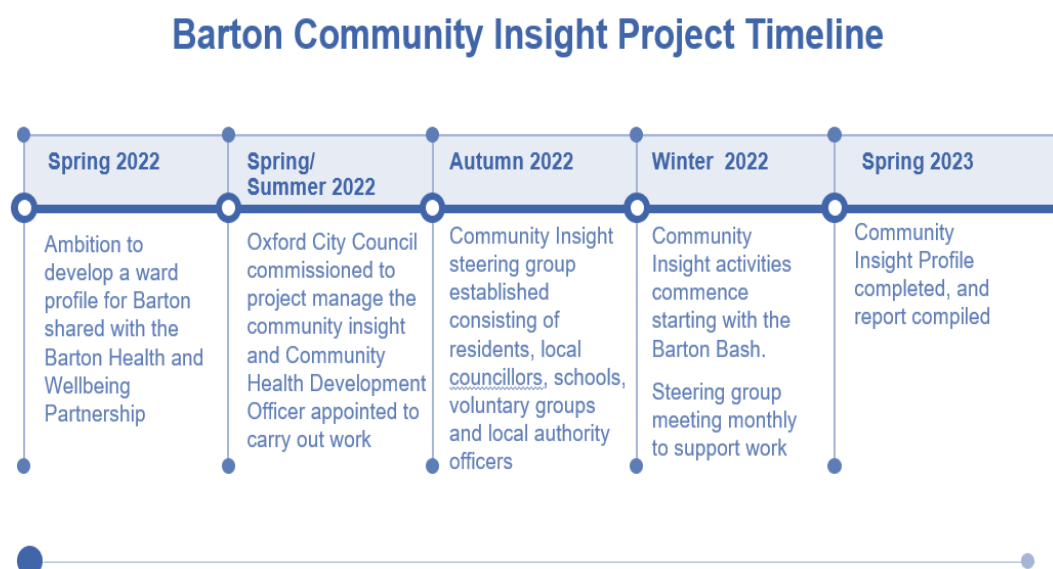 Barton Community Insight Project Timeline
Spring 2022
Ambition to
develop a ward
profile for Barton
shared with the
Barton Health and
Wellbeing
Partnership
Spring/
Summer 2022
Oxford City Council
commissioned to
project manage the
community insight
and Community
Health Development
Officer appointed to
carry out work
Autumn 2022
Community Insight
steering group
established
consisting of
residents, local
councillors, schools,
voluntary groups
and local authority
officers
Winter 2022
Community
Insight activities
commence
starting with the
Barton Bash.
Steering group
meeting monthly
to support work
Spring 2023
Community
Insight Profile
completed, and
report compiled